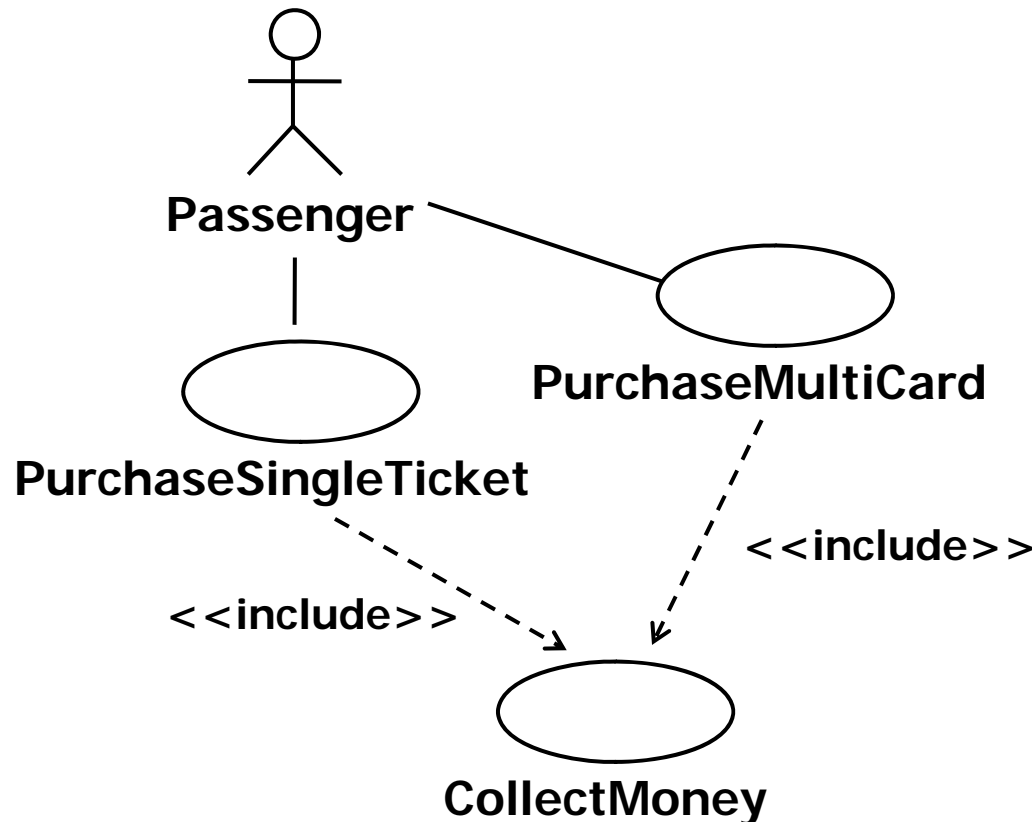 Passenger
PurchaseMultiCard
PurchaseSingleTicket
<<include>>
<<include>>
CollectMoney